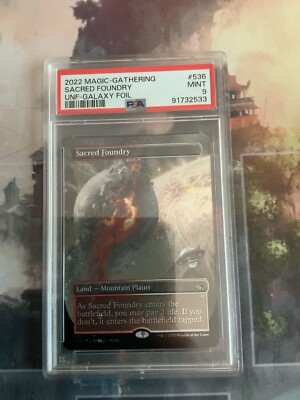 2022 MAGIC-GATHERING #536
SACRED FOUNDRY MINT
UNF-GALAXY FOIL 9
PSA 91732533
Sacred Foundry
Land — Mountain Plains
As Sacred Foundry enters the
battlefield, you may pay 2 life. If you
don't, it enters the battlefield tapped.